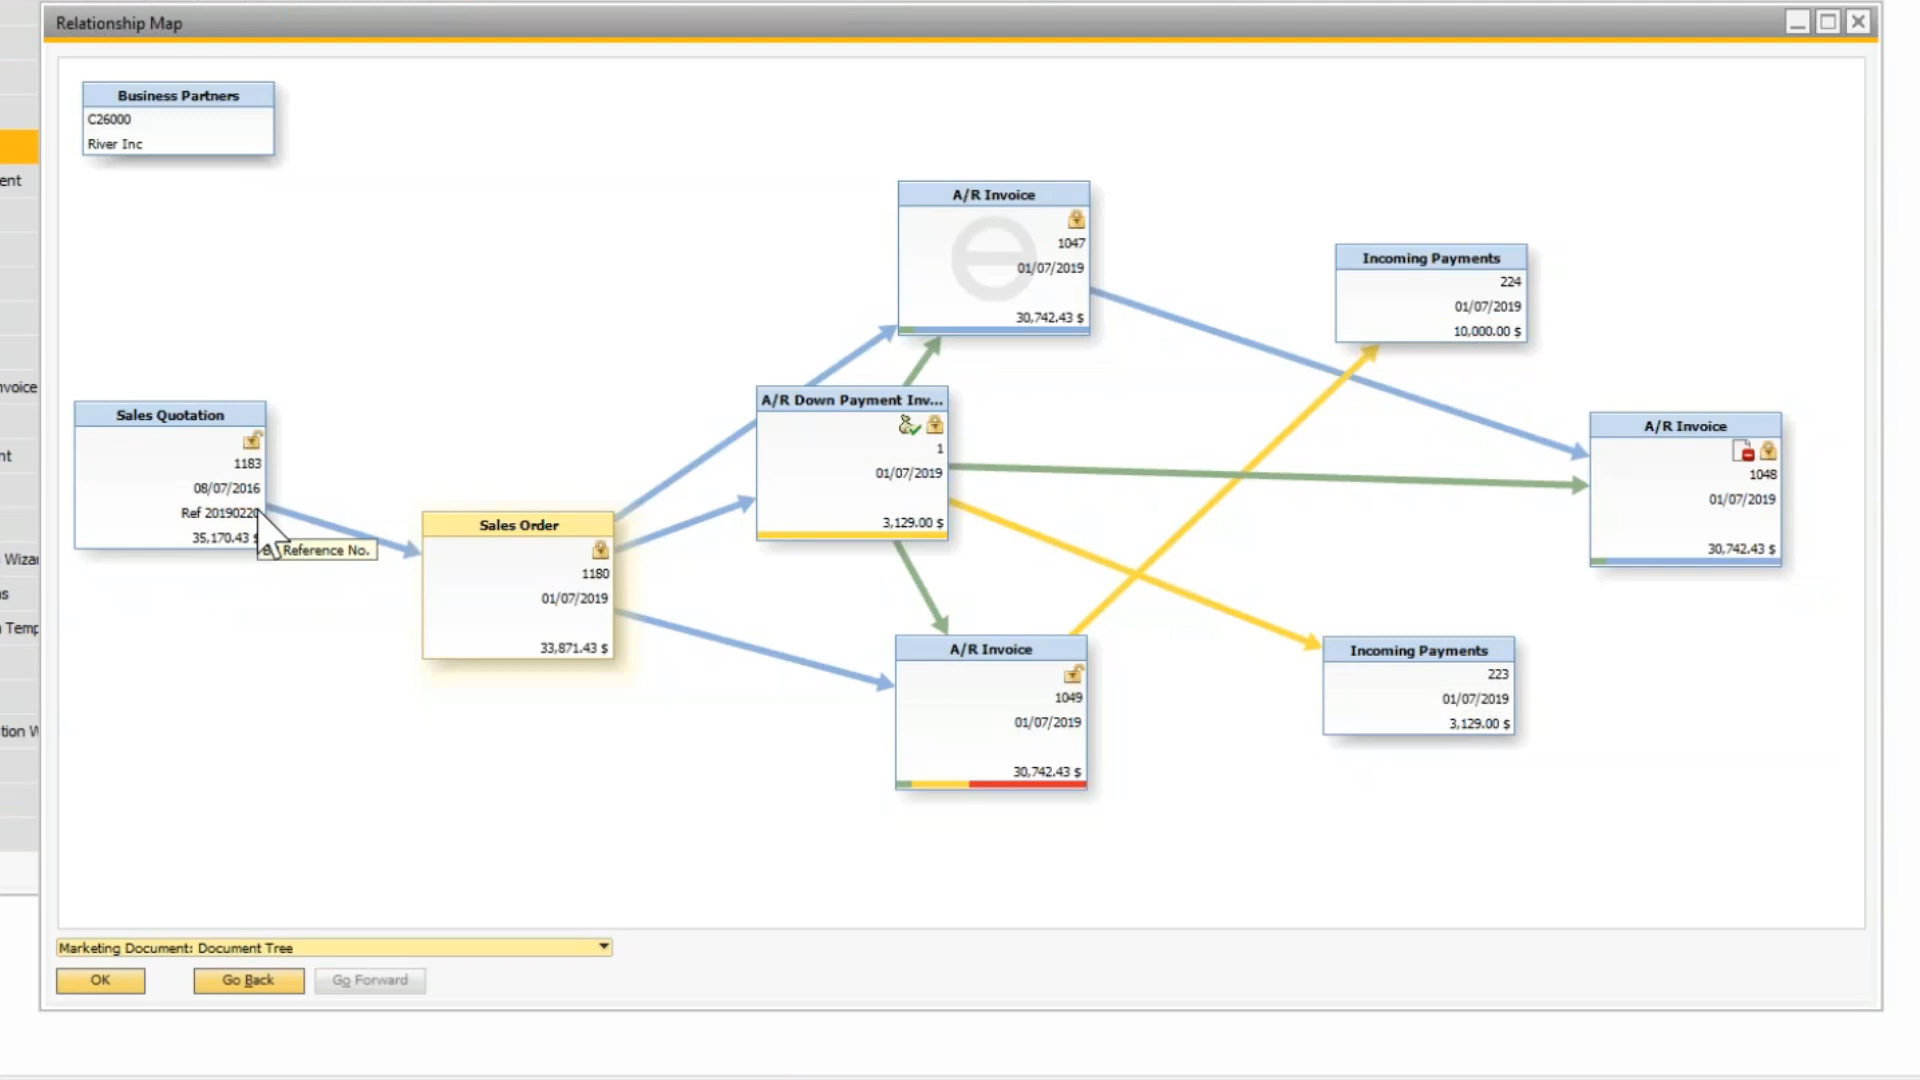 Relationship Map
Business Partners
C26000
River Inc
ent
nvoice
nt
Wizar
s
Temp
tion W
Sales Quotation
1183
08/07/2016
Ref 20190220
35,170.43 $
Reference No.
Sales Order
1180
01/07/2019
33,871.43 $
A/R Invoice
1047
01/07/2019
30,742.43 $
A/R Down Payment Inv...
1
01/07/2019
3,129.00 $
A/R Invoice
1049
01/07/2019
30,742.43 $
Incoming Payments
224
01/07/2019
10,000.00 $
Incoming Payments
223
01/07/2019
3,129.00 $
A/R Invoice
1048
01/07/2019
30,742.43 $
Marketing Document: Document Tree
OK
Go Back
Go Forward